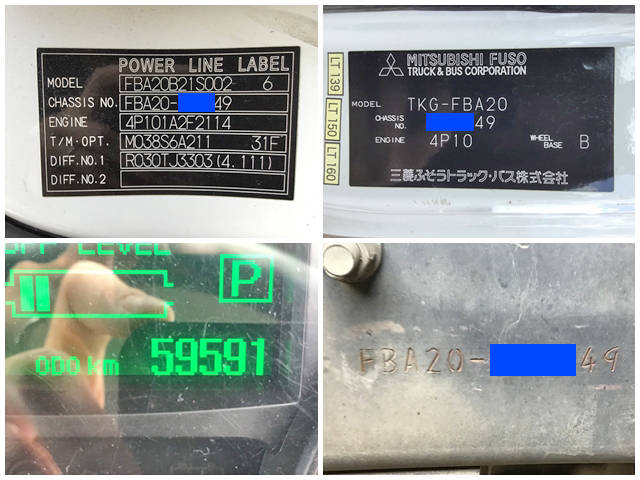 POWER LINE LABEL
MODEL FBA20B21S002- 6
CHASSIS NO. FBA20- 49
ENGINE 4P101A2F2114
T/M·OPT. M038S6A211 31F
DIFF.NO.1 R030TJ3303(4.111)
DIFF.NO.2
LT139
LT150
LT160
MITSUBISHI FUSO
TRUCK & BUS CORPORATION
MODEL TKG-FBA20
CHASSIS NO. 49
ENGINE 4P10 WHEEL BASE B
三菱ふそうトラック・バス株式会社
LEVEL
P
ODO km 59591
FBA20- 49